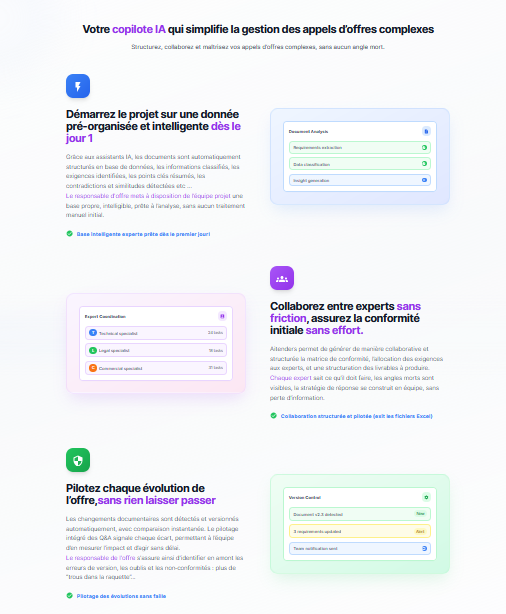 Votre copilote IA qui simplifie la gestion des appels d'offres complexes
Structurez, collaborez et maîtrisez vos appels d'offres complexes, sans aucun angle mort.
Démarrez le projet sur une donnée
pré-organisée et intelligente dès le
jour 1
Grâce aux assistants IA, les documents sont automatiquement
structurés en base de données, les informations classifiés, les
exigences identifiées, les points clés résumés, les
contradictions et similitudes détectées etc ...
Le responsable d'offre mets à disposition de l'équipe projet une
base propre, intelligible, prête à l'analyse, sans aucun traitement
manuel initial.
Base intelligente experte prête dès le premier jour!
Document Analysis
Requirements extraction
Data classification
Insight generation
Expert Coordination
T Technical specialist 24 tasks
L Legal specialist 18 tasks
C Commercial specialist 31 tasks
Collaborez entre experts sans
friction, assurez la conformité
initiale sans effort.
Aitenders permet de générer de manière collaborative et
structurée la matrice de conformité, l'allocation des exigences
aux experts, et une structuration des livrables à produire.
Chaque expert sait ce qu'il doit faire, les angles morts sont
visibles, la stratégie de réponse se construit en équipe, sans
perte d'information.
Collaboration structurée et pilotée (exit les fichiers Excel)
Pilotez chaque évolution de
l'offre,sans rien laisser passer
Les changements documentaires sont détectés et versionnés
automatiquement, avec comparaison instantanée. Le pilotage
intégré des Q&A signale chaque écart, permettant à l'équipe
d'en mesurer l'impact et d'agir sans délai.
Le responsable de l'offre s'assure ainsi d'identifier en amont les
erreurs de version, les oublis et les non-conformités : plus de
"trous dans la raquette"...
Pilotage des évolutions sans faille
Version Control
Document v2.3 detected New
3 requirements updated Alert
Team notification sent